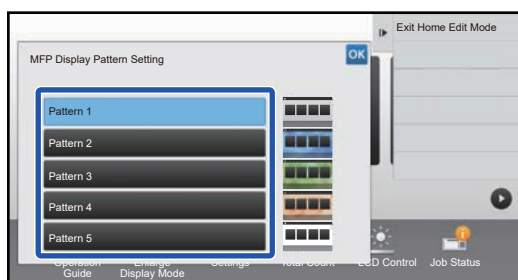 Exit Home Edit Mode
MFP Display Pattern Setting
OK
Pattern 1
Pattern 2
Pattern 3
Pattern 4
Pattern 5
Operation
Guide
Enlarge
Display Mode
Settings
Total Count
LCD Control
Job Status